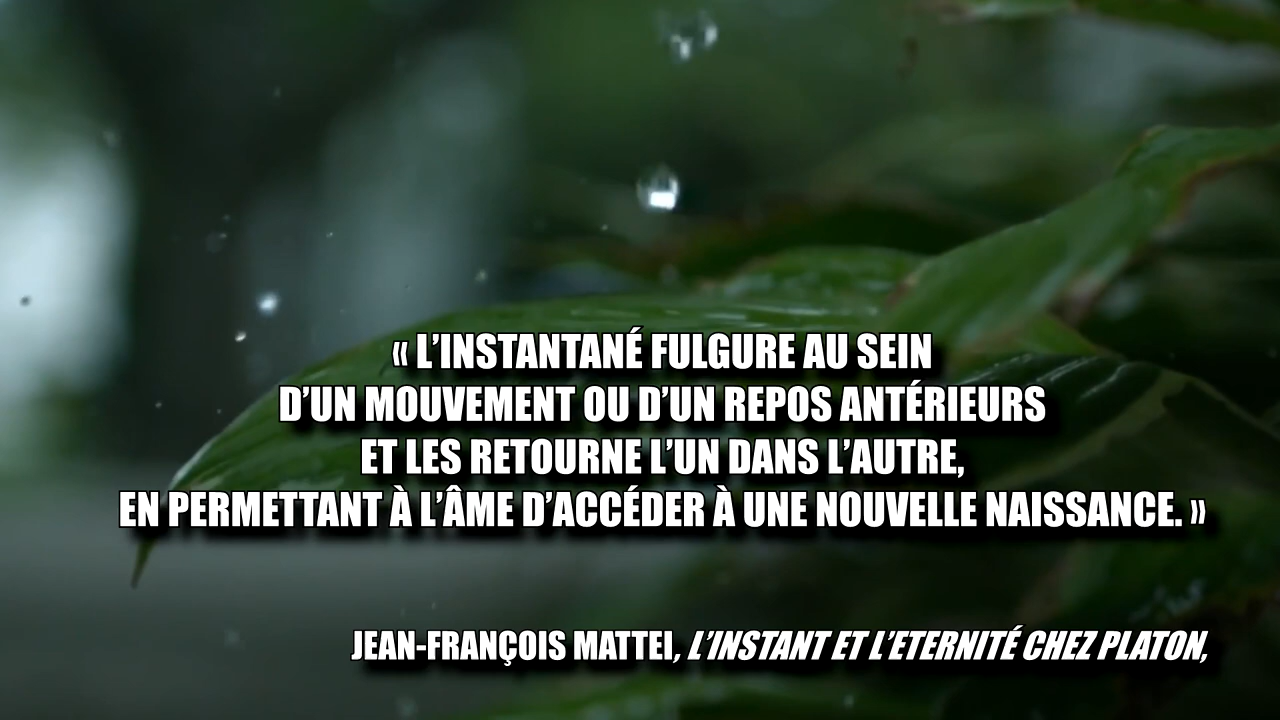 « L’INSTANTANÉ FULGURE AU SEIN
D’UN MOUVEMENT OU D’UN REPOS ANTÉRIEURS
ET LES RETOURNE L’UN DANS L’AUTRE,
EN PERMETTANT À L’ÂME D’ACCÉDER À UNE NOUVELLE NAISSANCE. »
JEAN-FRANÇOIS MATTEI, L’INSTANT ET L’ETERNITÉ CHEZ PLATON,